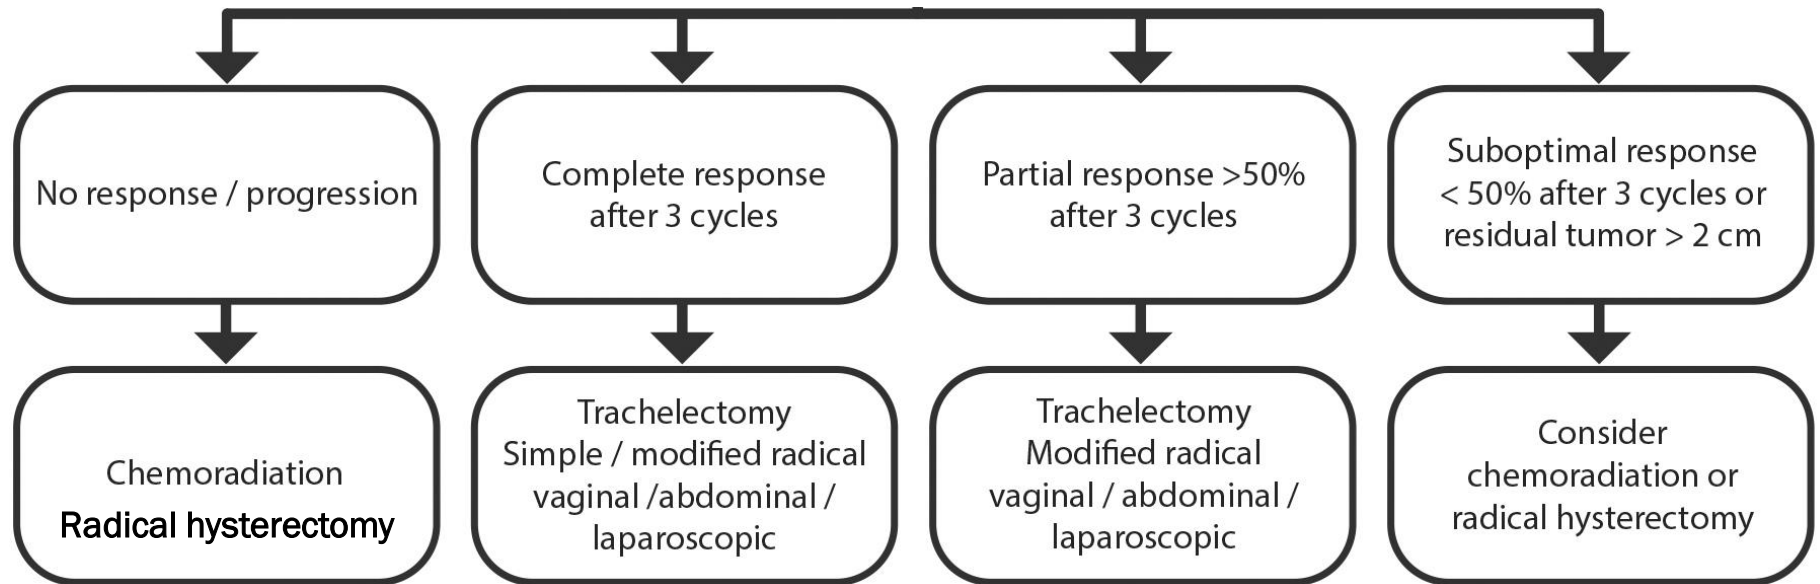 No response / progression
Complete response
after 3 cycles
Partial response >50%
after 3 cycles
Suboptimal response
< 50% after 3 cycles or
residual tumor > 2 cm
Chemoradiation
Radical hysterectomy
Trachelectomy
Simple / modified radical
vaginal /abdominal /
laparoscopic
Trachelectomy
Modified radical
vaginal / abdominal /
laparoscopic
Consider
chemoradiation or
radical hysterectomy